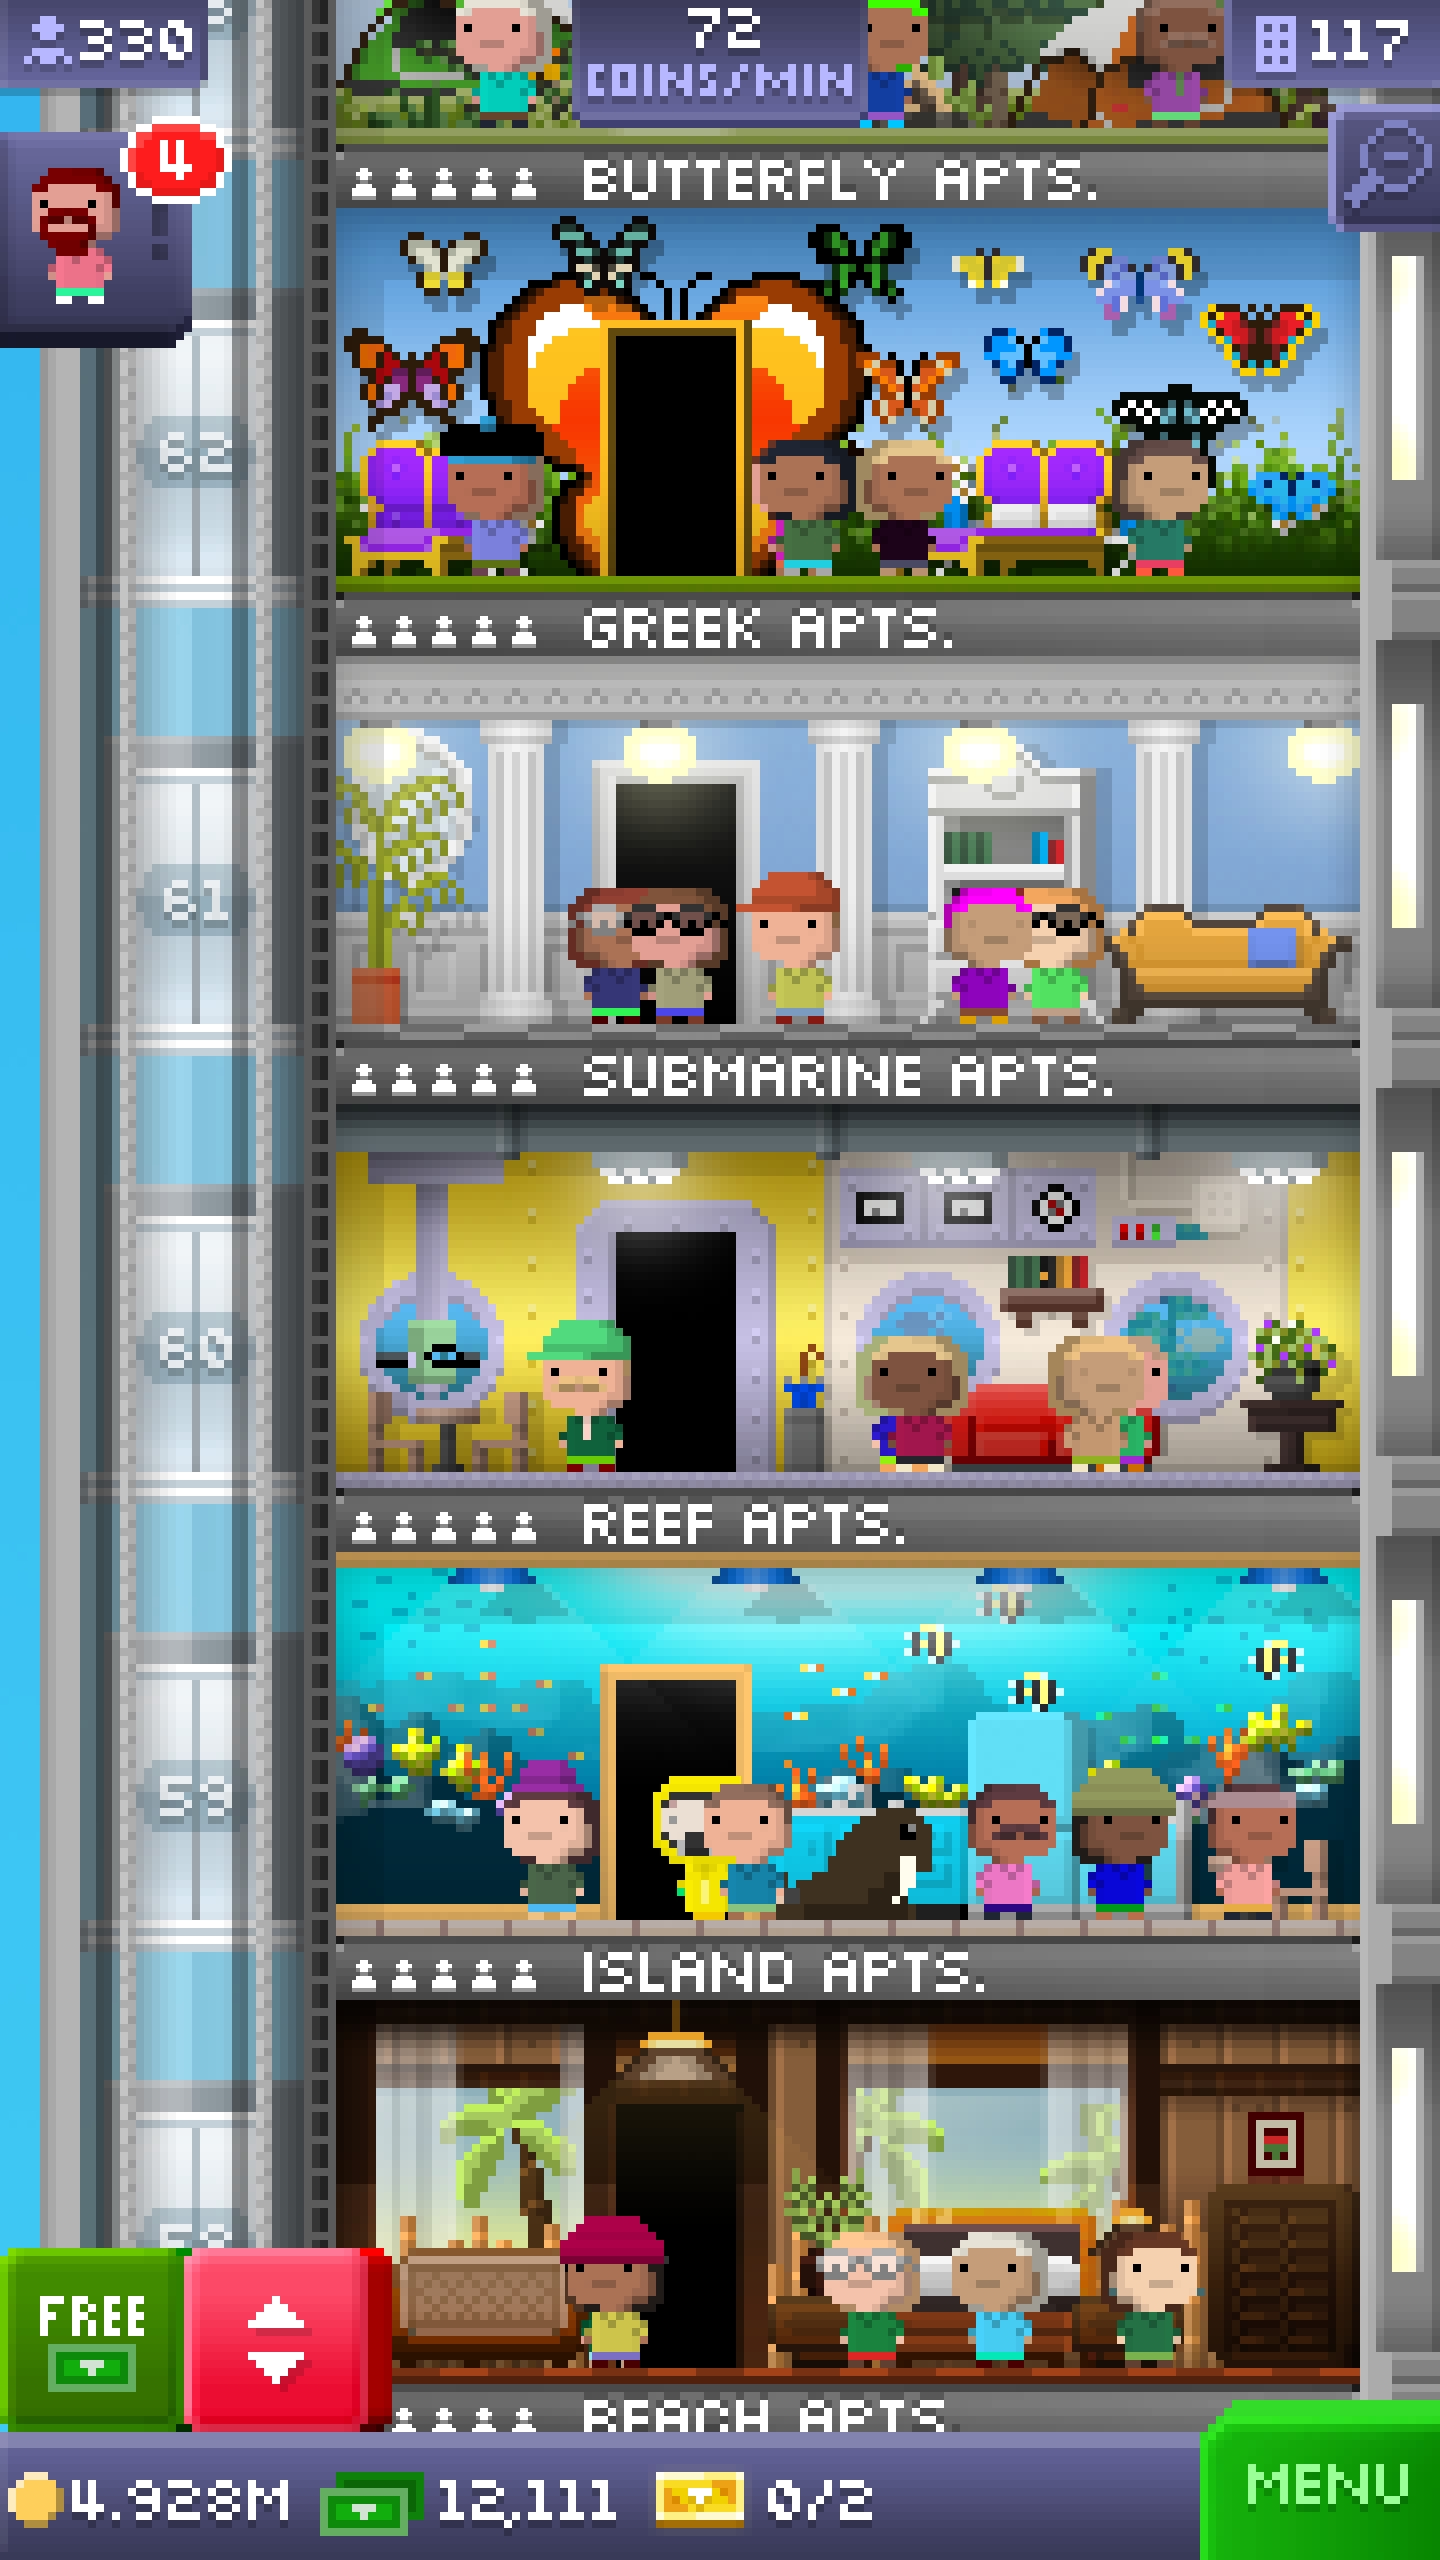 330
72
COINS/MIN
117
4
BUTTERFLY APTS.
62
GREEK APTS.
61
SUBMARINE APTS.
60
REEF APTS.
59
ISLAND APTS.
58
FREE
BEACH APTS.
4.928M
12,111
0/2
MENU